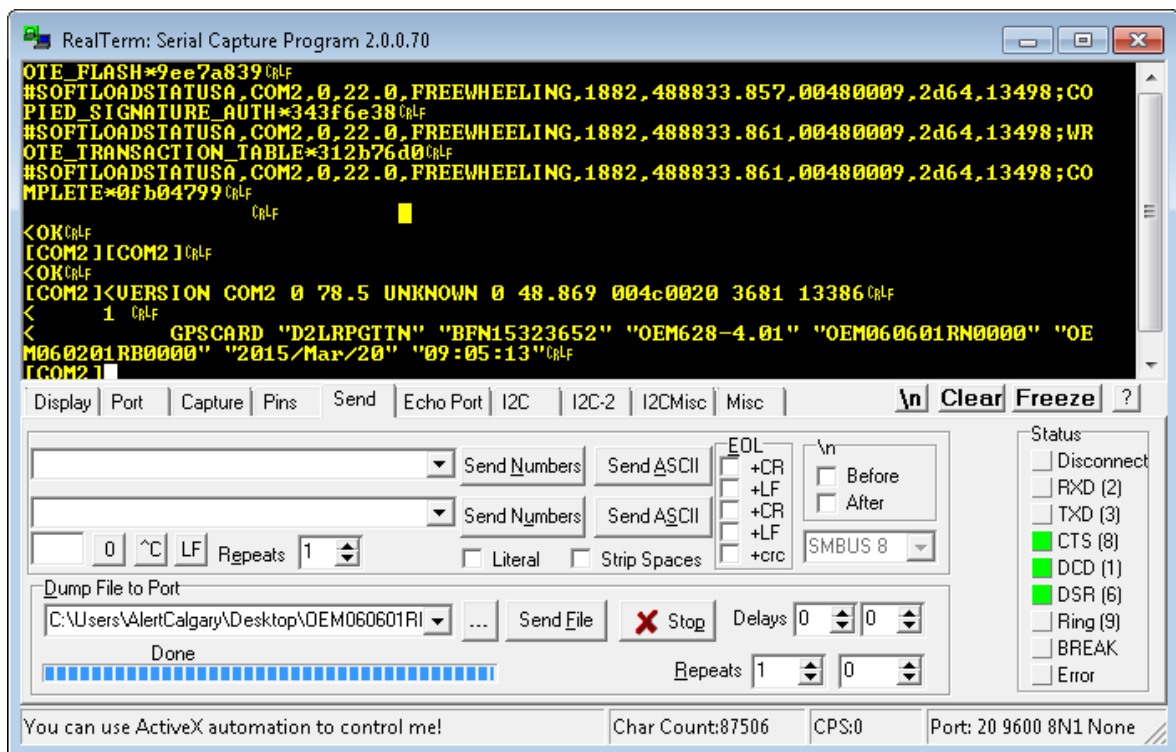 RealTerm: Serial Capture Program 2.0.0.70
OTE_FLASH*9ee7a839CRLF
#SOFTLOADSTATUSA,COM2,0,22.0,FREEWHEELING,1882,488833.857,00480009,2d64,13498;CO
PIED_SIGNATURE_AUTH*343f6e38CRLF
#SOFTLOADSTATUSA,COM2,0,22.0,FREEWHEELING,1882,488833.861,00480009,2d64,13498;WR
OTE_TRANSACTION_TABLE*312b76d0CRLF
#SOFTLOADSTATUSA,COM2,0,22.0,FREEWHEELING,1882,488833.861,00480009,2d64,13498;CO
MPLETE*0fb04799CRLF
CRLF
<OKCRLF
[COM2][COM2]CRLF
<OKCRLF
[COM2]<VERSION COM2 0 78.5 UNKNOWN 0 48.869 004c0020 3681 13386CRLF
< 1 CRLF
< GPSCARD "D2LRPGTTN" "BFN15323652" "OEM628-4.01" "OEM060601RN0000" "OE
M060201RB0000" "2015/Mar/20" "09:05:13"CRLF
[COM2]
Display Port Capture Pins Send Echo Port I2C I2C-2 I2CMisc Misc \n Clear Freeze ?
Send Numbers Send ASCII
EOL
+CR
+LF
+CR
+LF
+crc
\n
Before
After
Send Numbers Send ASCII
SMBUS 8
0 ^C LF Repeats 1 Literal Strip Spaces
Dump File to Port
C:\Users\AlertCalgary\Desktop\OEM060601RI ... Send File Stop Delays 0 0
Done
Repeats 1 0
Status
Disconnect
RXD (2)
TXD (3)
CTS (8)
DCD (1)
DSR (6)
Ring (9)
BREAK
Error
You can use ActiveX automation to control me! Char Count:87506 CPS:0 Port: 20 9600 8N1 None